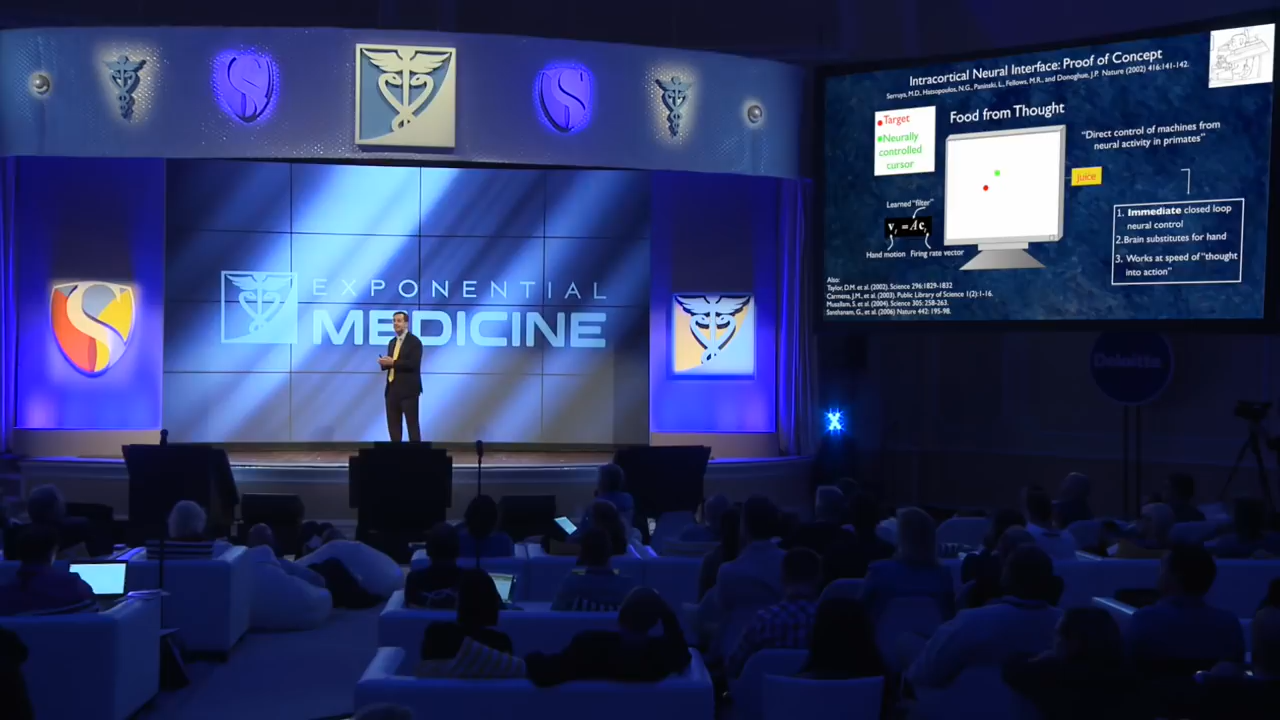 EXPONENTIAL
MEDICINE
Intracortical Neural Interface: Proof of Concept
Serruya, M.D., Hatsopoulos, N.G., Paninski, L., Fellows, M.R., and Donoghue, J.P. Nature (2002) 416:141-142.
Food from Thought
Target
Neurally
controlled
cursor
"Direct control of machines from
neural activity in primates"
juice
Learned "filter"
Hand motion Firing rate vector
1. Immediate closed loop
neural control
2. Brain substitutes for hand
3. Works at speed of "thought
into action"
Also:
Taylor, D.M. et al. (2002). Science 296:1829-1832
Carmena, J.M., et al. (2003). Public Library of Science 1(2):1-16.
Musallam, S. et al. (2004). Science 305: 258-263.
Santhanam, G., et al. (2006) Nature 442: 195-98.
Deloitte